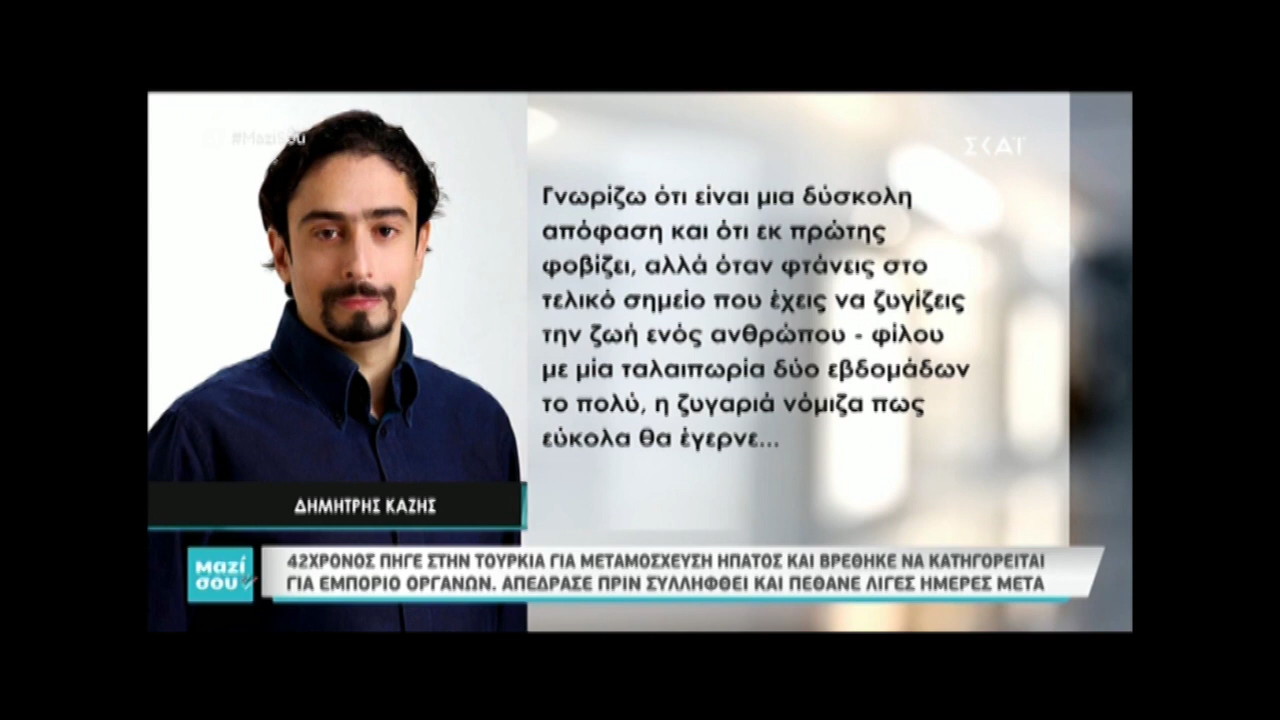 #MaziSou
ΣΚΑΪ
Γνωρίζω ότι είναι μια δύσκολη
απόφαση και ότι εκ πρώτης
φοβίζει, αλλά όταν φτάνεις στο
τελικό σημείο που έχεις να ζυγίζεις
την ζωή ενός ανθρώπου - φίλου
με μία ταλαιπωρία δύο εβδομάδων
το πολύ, η ζυγαριά νόμιζα πως
εύκολα θα έγερνε...
ΔΗΜΗΤΡΗΣ ΚΑΖΗΣ
μαζί
σου
42ΧΡΟΝΟΣ ΠΗΓΕ ΣΤΗΝ ΤΟΥΡΚΙΑ ΓΙΑ ΜΕΤΑΜΟΣΧΕΥΣΗ ΗΠΑΤΟΣ ΚΑΙ ΒΡΕΘΗΚΕ ΝΑ ΚΑΤΗΓΟΡΕΙΤΑΙ
ΓΙΑ ΕΜΠΟΡΙΟ ΟΡΓΑΝΩΝ. ΑΠΕΔΡΑΣΕ ΠΡΙΝ ΣΥΛΛΗΦΘΕΙ ΚΑΙ ΠΕΘΑΝΕ ΛΙΓΕΣ ΗΜΕΡΕΣ ΜΕΤΑ